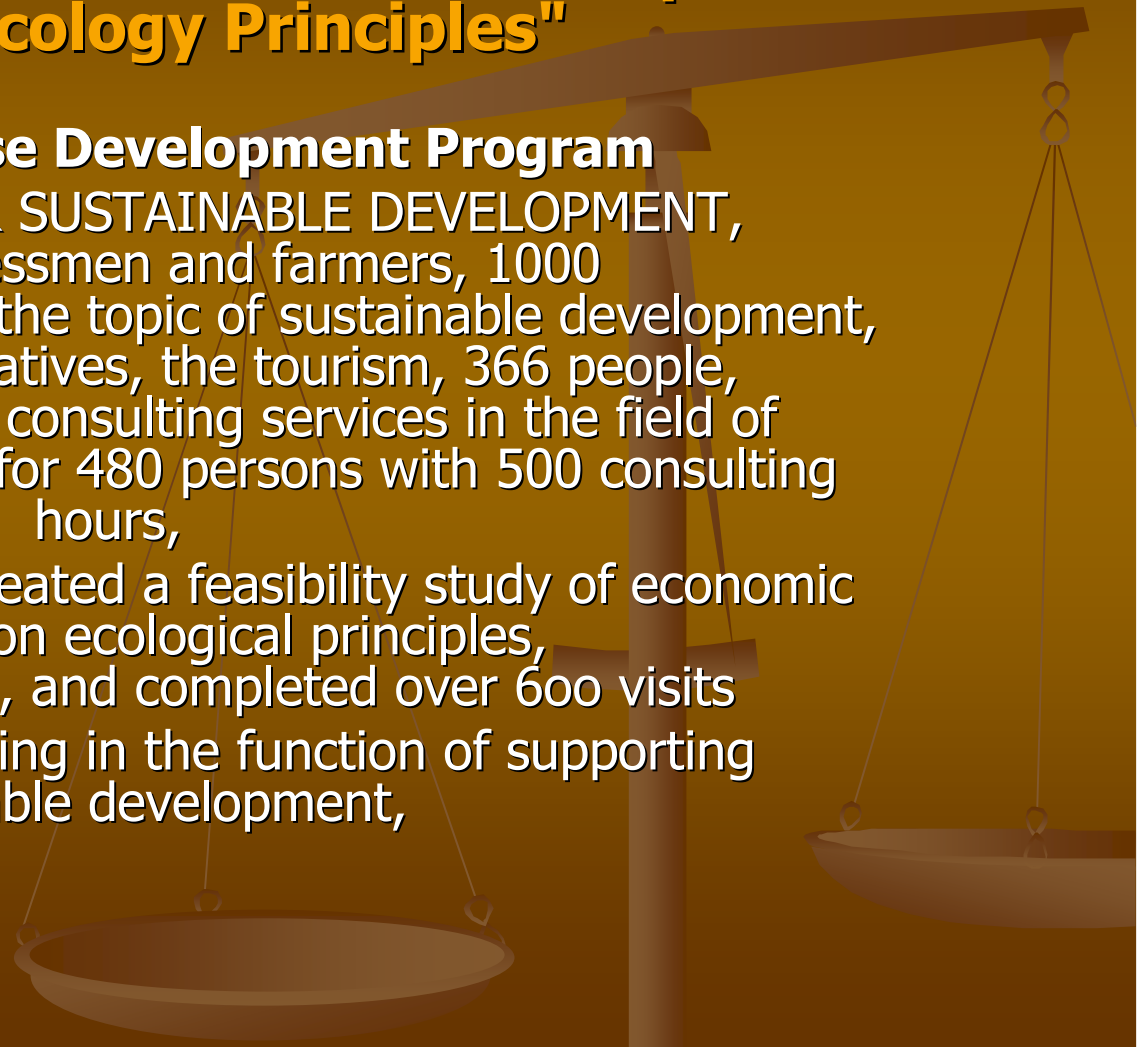 cology Principles"
se Development Program
SUSTAINABLE DEVELOPMENT,
essmen and farmers, 1000
the topic of sustainable development,
atives, the tourism, 366 people,
consulting services in the field of
for 480 persons with 500 consulting
hours,
eated a feasibility study of economic
on ecological principles,
, and completed over 6oo visits
ing in the function of supporting
ble development,